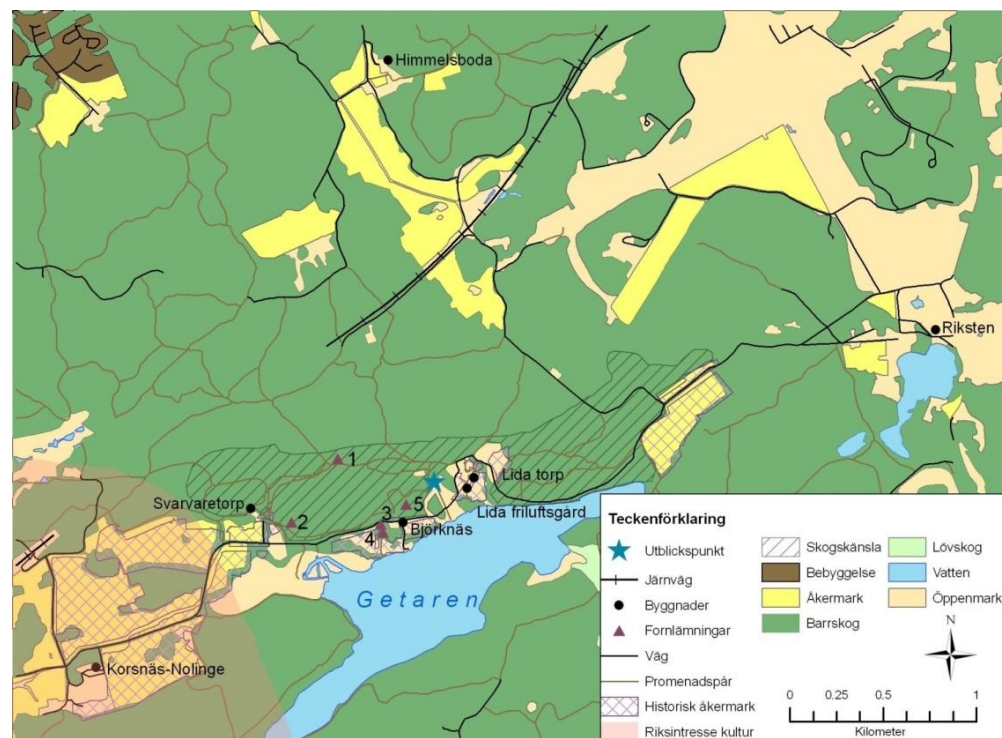 Himmelsboda
Riksten
1
Lida torp
Svarvaretorp
2
3
5
Lida friluftsgård
4
Björknäs
Getaren
Korsnäs-Nolinge
Teckenförklaring
Utblickspunkt
Järnväg
Byggnader
Fornlämningar
Väg
Promenadspår
Historisk åkermark
Riksintresse kultur
Skogskänsla
Bebyggelse
Åkermark
Barrskog
Lövskog
Vatten
Öppenmark
N
0 0.25 0.5 1
Kilometer